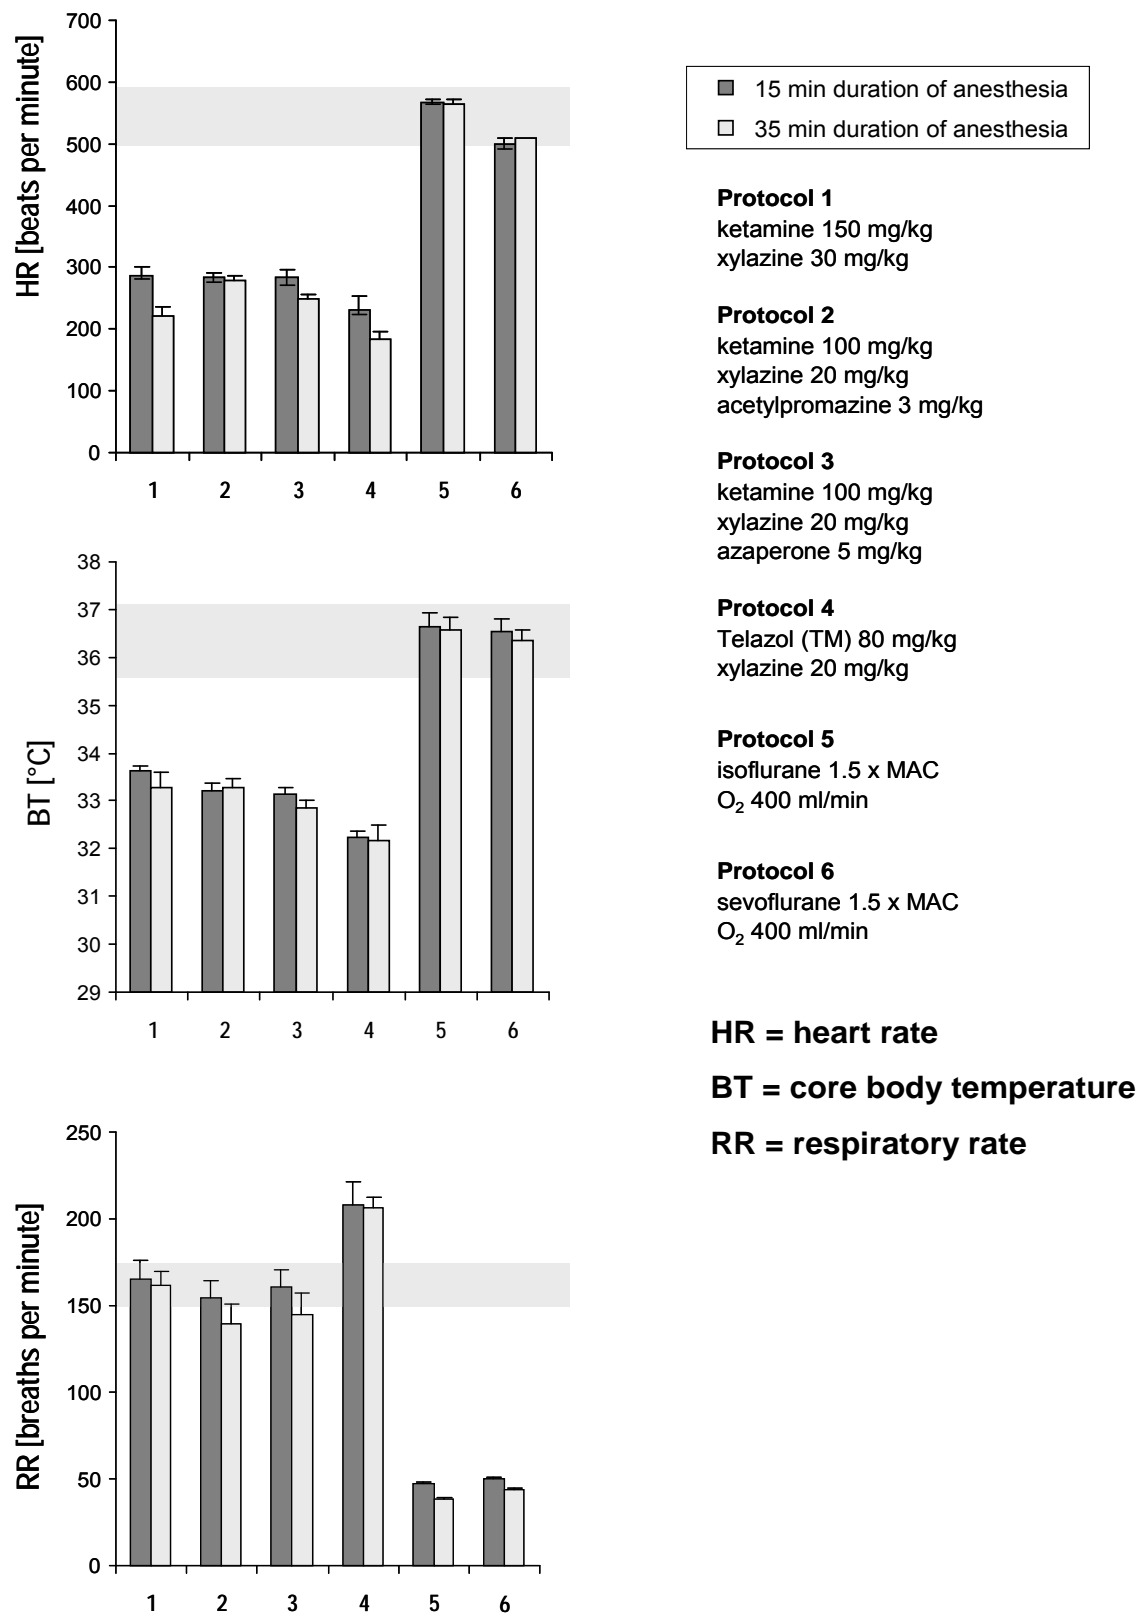 HR [beats per minute]
700
600
500
400
300
200
100
0
1 2 3 4 5 6
15 min duration of anesthesia
35 min duration of anesthesia
Protocol 1
ketamine 150 mg/kg
xylazine 30 mg/kg
Protocol 2
ketamine 100 mg/kg
xylazine 20 mg/kg
acetylpromazine 3 mg/kg
Protocol 3
ketamine 100 mg/kg
xylazine 20 mg/kg
azaperone 5 mg/kg
Protocol 4
Telazol (TM) 80 mg/kg
xylazine 20 mg/kg
Protocol 5
isoflurane 1.5 x MAC
O₂ 400 ml/min
Protocol 6
sevoflurane 1.5 x MAC
O₂ 400 ml/min
BT [°C]
38
37
36
35
34
33
32
31
30
29
1 2 3 4 5 6
HR = heart rate
BT = core body temperature
RR = respiratory rate
RR [breaths per minute]
250
200
150
100
50
0
1 2 3 4 5 6